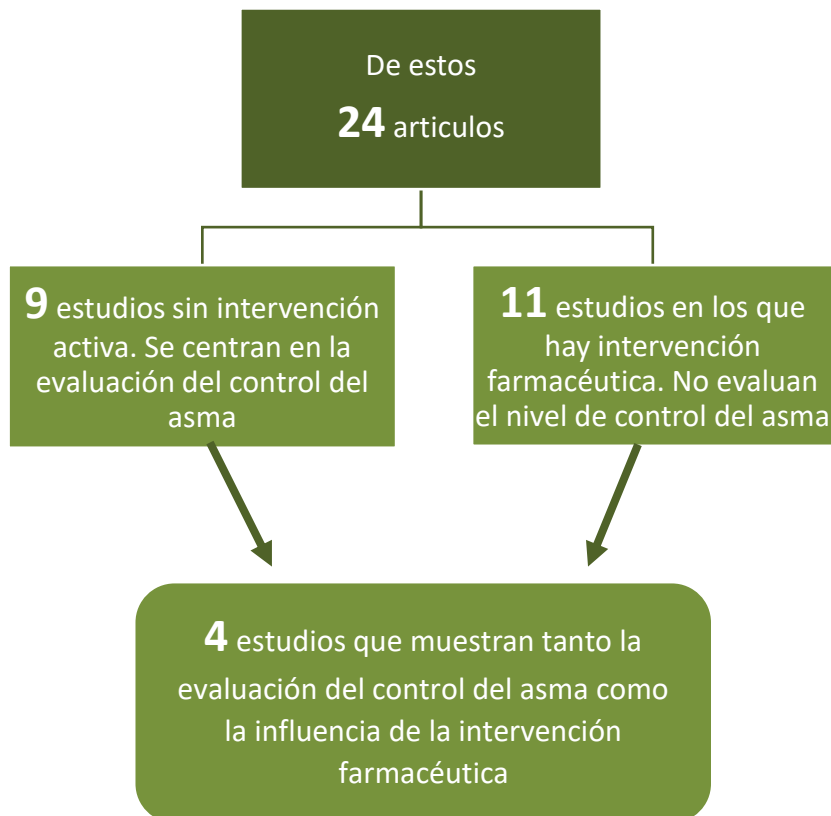 De estos
24 articulos
9 estudios sin intervención
activa. Se centran en la
evaluación del control del
asma
11 estudios en los que
hay intervención
farmacéutica. No evaluan
el nivel de control del asma
4 estudios que muestran tanto la
evaluación del control del asma como
la influencia de la intervención
farmacéutica